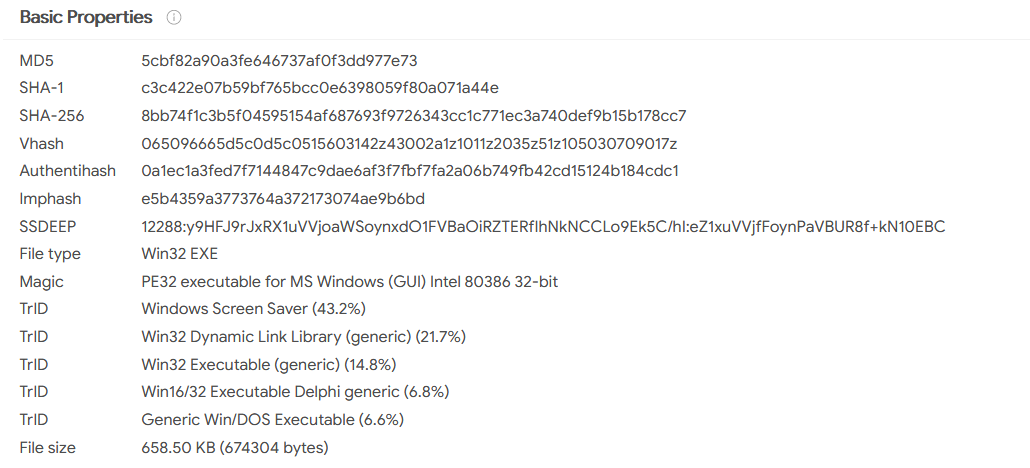 Basic Properties
MD5 5cbf82a90a3fe646737af0f3dd977e73
SHA-1 c3c422e07b59bf765bcc0e6398059f80a071a44e
SHA-256 8bb74f1c3b5f04595154af687693f9726343cc1c771ec3a740def9b15b178cc7
Vhash 065096665d5c0d5c0515603142z43002a1z1011z2035z51z105030709017z
Authentihash 0a1ec1a3fed7f7144847c9dae6af3f7fbf7fa2a06b749fb42cd15124b184cdc1
Imphash e5b4359a3773764a372173074ae9b6bd
SSDEEP 12288:y9HFJ9rJxRX1uVVjoaWSoynxdO1FVBaOiRZTERfIhNkNCCLo9Ek5C/hI:eZ1xuVVjfFoynPaVBUR8f+kN10EBC
File type Win32 EXE
Magic PE32 executable for MS Windows (GUI) Intel 80386 32-bit
TrID Windows Screen Saver (43.2%)
TrID Win32 Dynamic Link Library (generic) (21.7%)
TrID Win32 Executable (generic) (14.8%)
TrID Win16/32 Executable Delphi generic (6.8%)
TrID Generic Win/DOS Executable (6.6%)
File size 658.50 KB (674304 bytes)